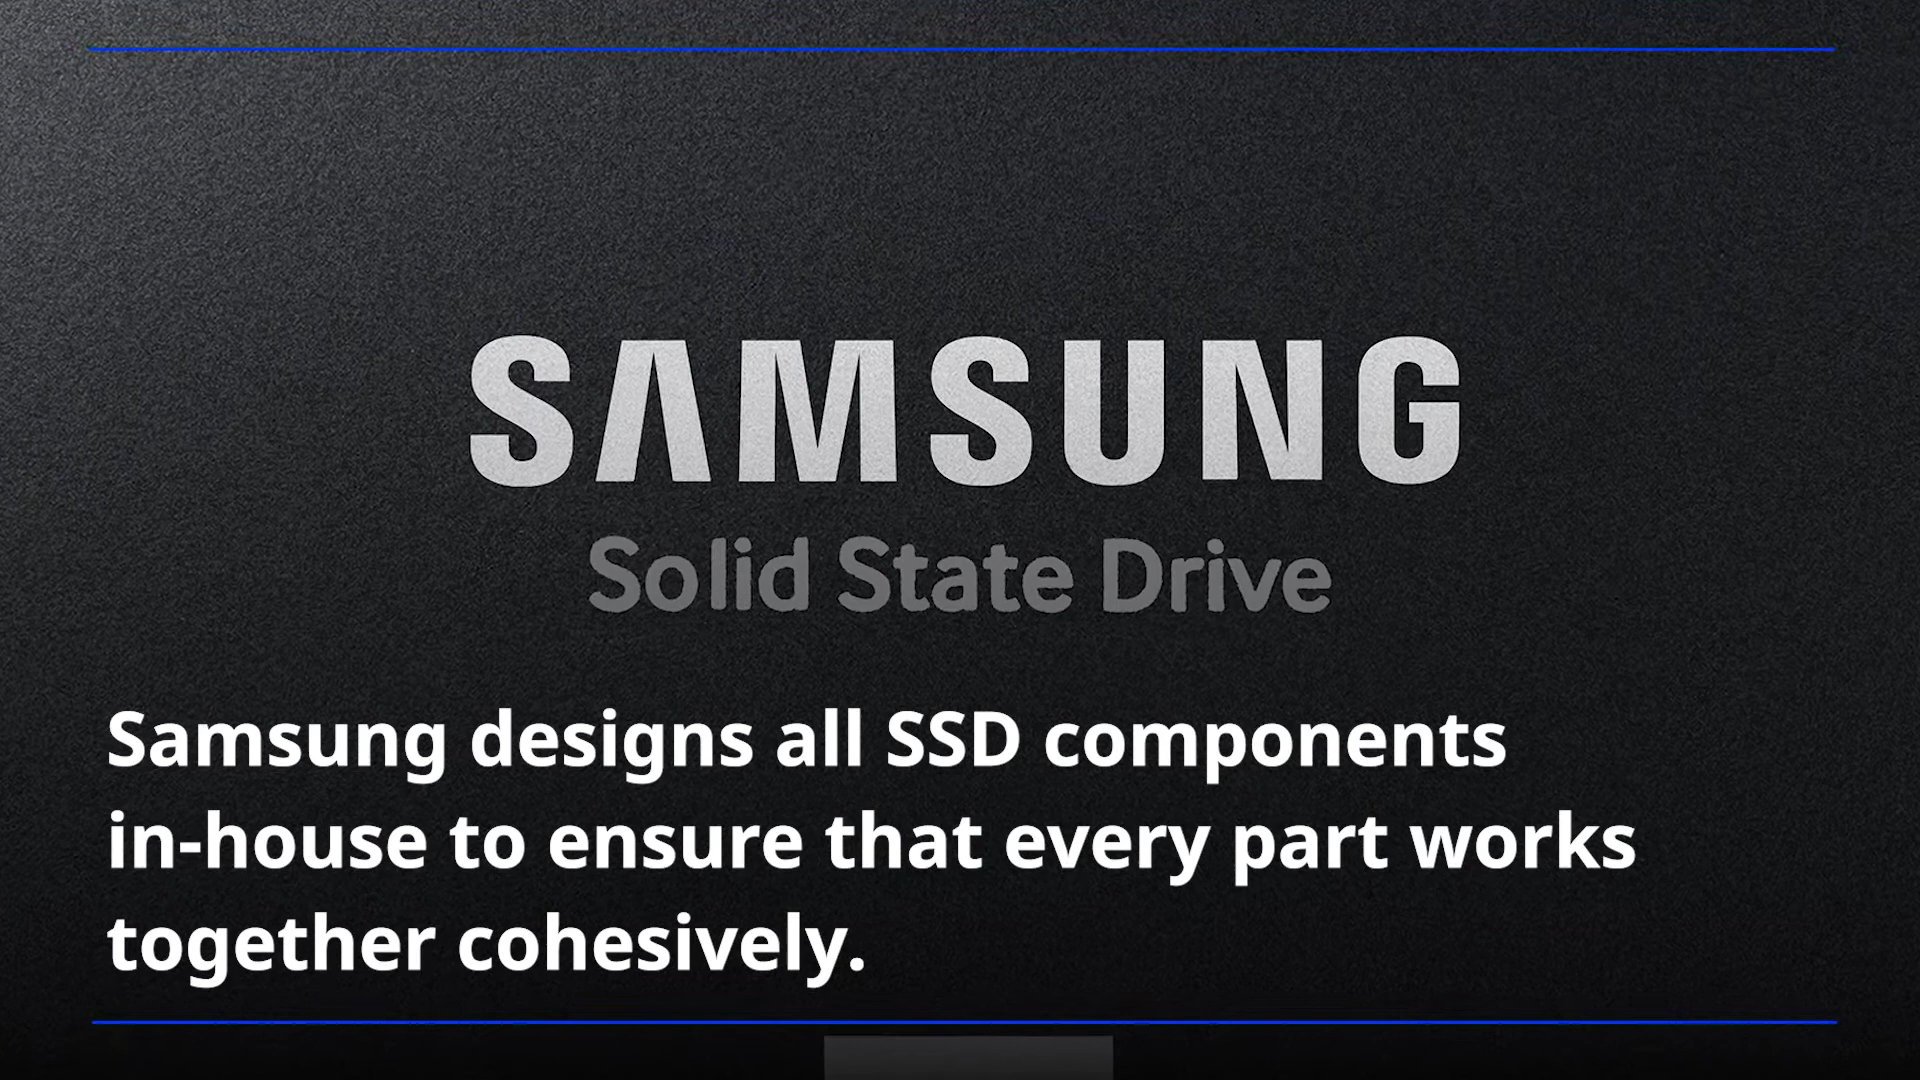 SAMSUNG
Solid State Drive
Samsung designs all SSD components
in-house to ensure that every part works
together cohesively.